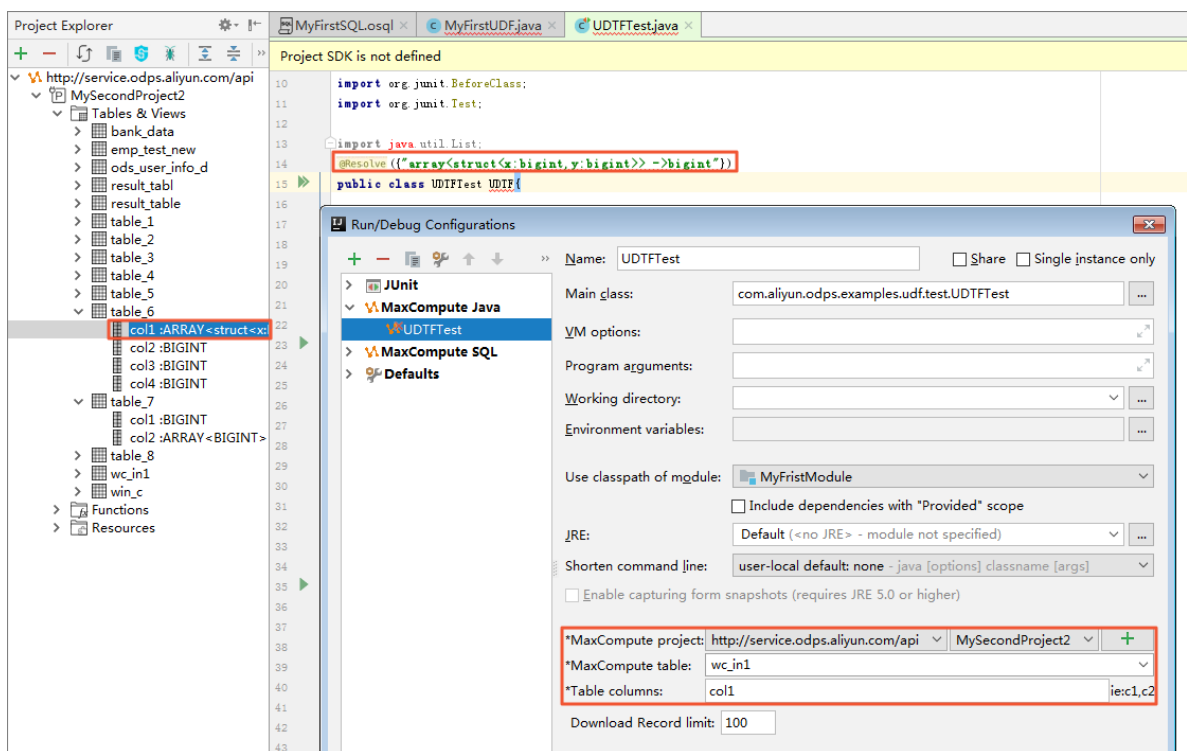 Project Explorer
MyFirstSQL.osql
MyFirstUDF.java
UDTFTest.java
Project SDK is not defined
http://service.odps.aliyun.com/api
MySecondProject2
Tables & Views
bank_data
emp_test_new
ods_user_info_d
result_tabl
result_table
table_1
table_2
table_3
table_4
table_5
table_6
col1 :ARRAY<struct<x:
col2 :BIGINT
col3 :BIGINT
col4 :BIGINT
table_7
col1 :BIGINT
col2 :ARRAY<BIGINT>
table_8
wc_in1
win_c
Functions
Resources
10 import org.junit.BeforeClass;
11 import org.junit.Test;
12
13 import java.util.List;
14 @Resolve({"array<struct<x:bigint,y:bigint>> ->bigint"})
15 public class UDTFTest UDTF{
16
17
18
19
20
21
22
23
24
25
26
27
28
29
30
31
32
33
34
35
36
37
38
39
40
41
42
43
Run/Debug Configurations
JUnit
MaxCompute Java
UDTFTest
MaxCompute SQL
Defaults
Name: UDTFTest
Share
Single instance only
Main class: com.aliyun.odps.examples.udf.test.UDTFTest ...
VM options:
Program arguments:
Working directory: ...
Environment variables: ...
Use classpath of module: MyFristModule
Include dependencies with "Provided" scope
JRE: Default (<no JRE> - module not specified) ...
Shorten command line: user-local default: none - java [options] classname [args]
Enable capturing form snapshots (requires JRE 5.0 or higher)
*MaxCompute project: http://service.odps.aliyun.com/api MySecondProject2 +
*MaxCompute table: wc_in1
*Table columns: col1 ie:c1,c2
Download Record limit: 100